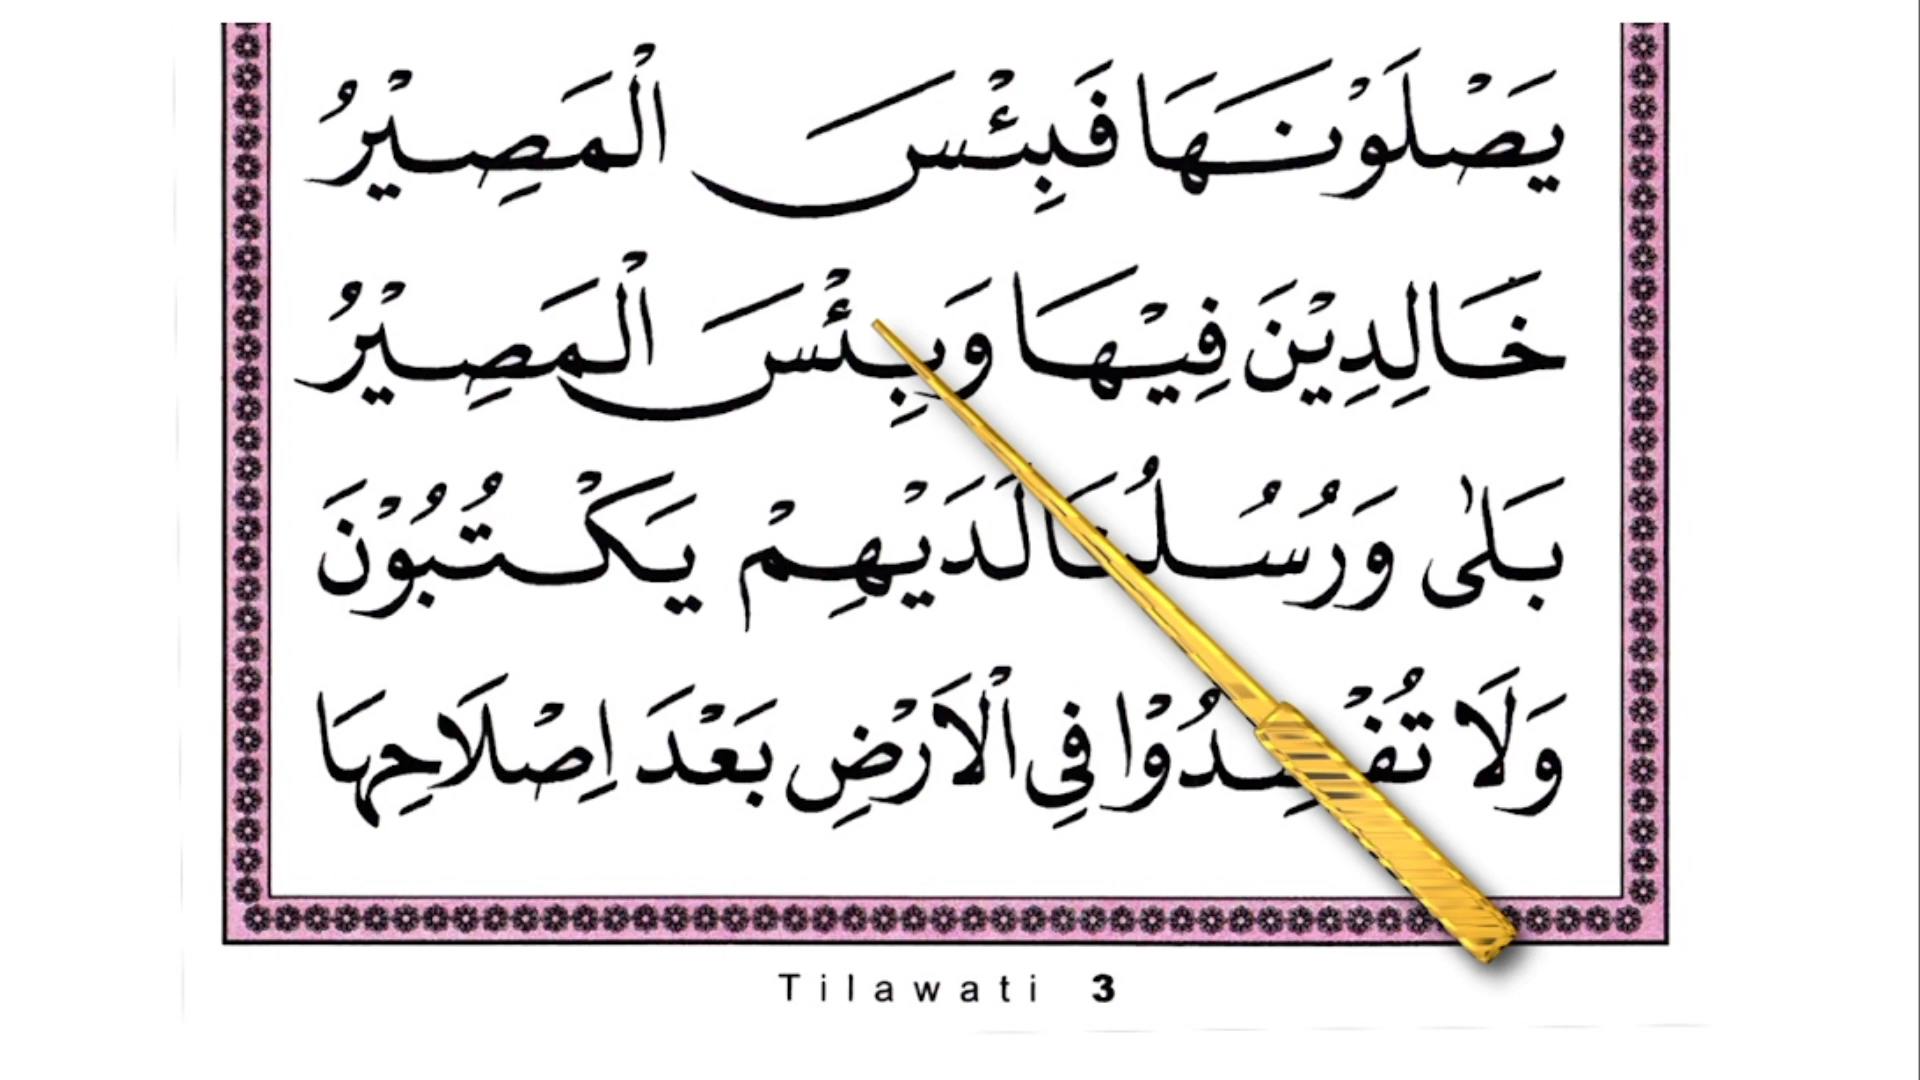 يَصْلَوْنَهَا فَبِئْسَ الْمَصِيْرُ
خَالِدِيْنَ فِيْهَا وَبِئْسَ الْمَصِيْرُ
بَلٰى وَرُسُلُنَا لَدَيْهِمْ يَكْتُبُوْنَ
وَلَا تُفْسِدُوْا فِي الْاَرْضِ بَعْدَ اِصْلَاحِهَا
Tilawati 3